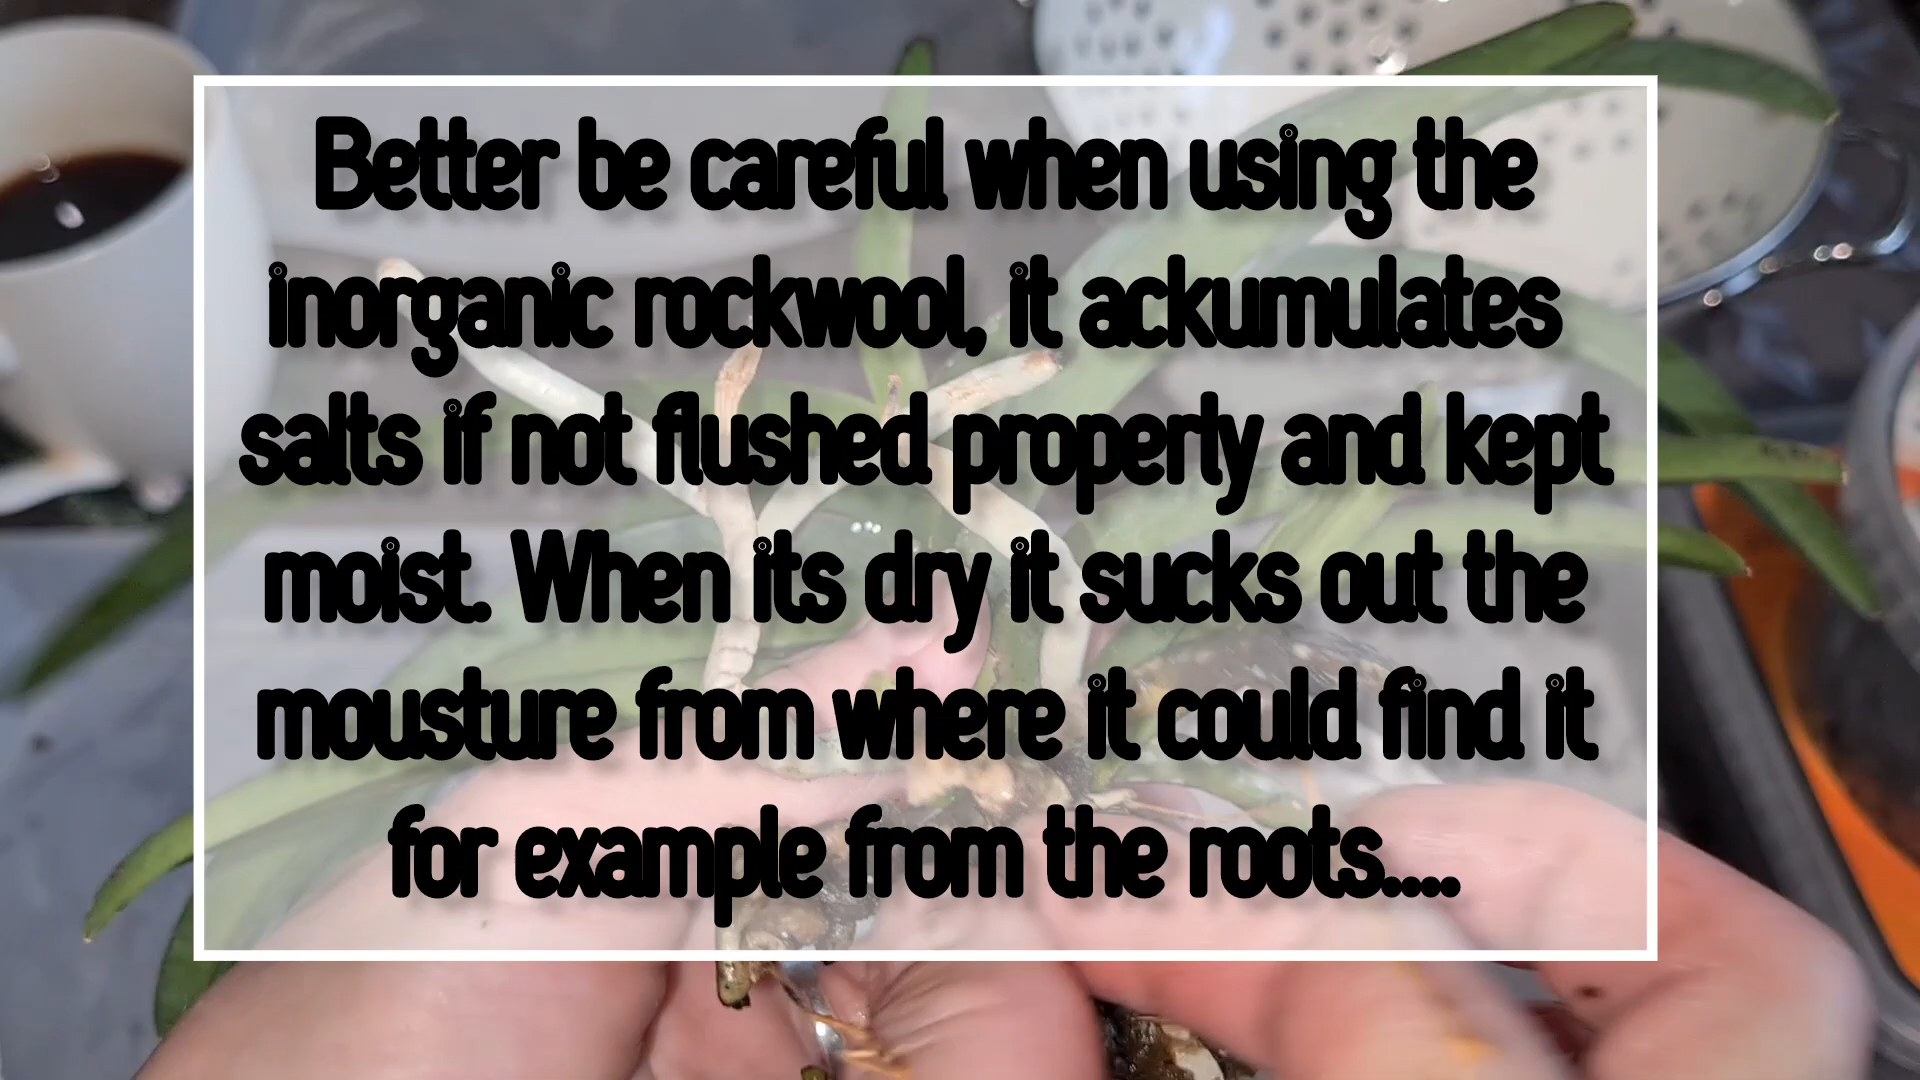 Better be careful when using the
inorganic rockwool, it ackumulates
salts if not flushed properly and kept
moist. When its dry it sucks out the
mousture from where it could find it
for example from the roots....